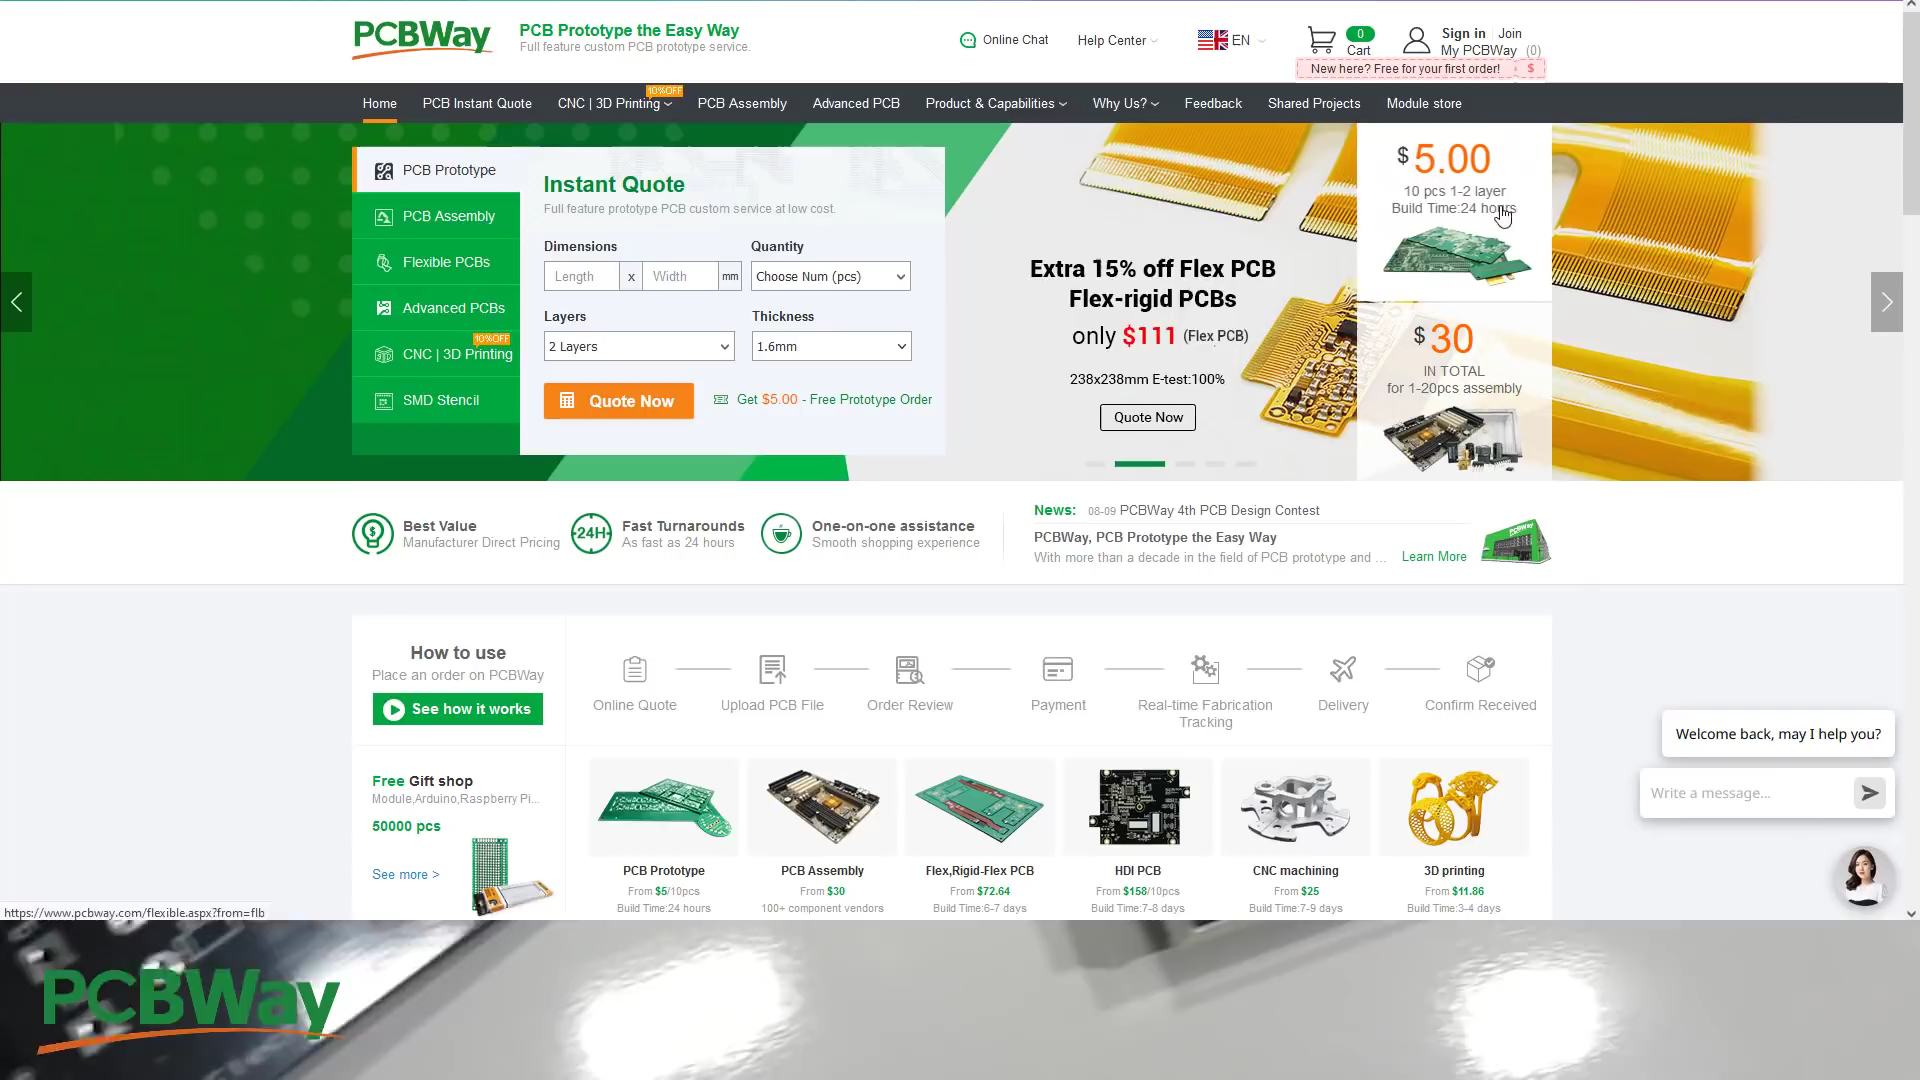 PCBWay
PCB Prototype the Easy Way
Full feature custom PCB prototype service.
Online Chat
Help Center
EN
0
Cart
Sign in
Join
My PCBWay (0)
New here? Free for your first order!
$
Home
PCB Instant Quote
10%OFF
CNC | 3D Printing
PCB Assembly
Advanced PCB
Product & Capabilities
Why Us?
Feedback
Shared Projects
Module store
PCB Prototype
PCB Assembly
Flexible PCBs
Advanced PCBs
10%OFF
CNC | 3D Printing
SMD Stencil
Instant Quote
Full feature prototype PCB custom service at low cost.
Dimensions
Quantity
Length x Width mm
Choose Num (pcs)
Layers
Thickness
2 Layers
1.6mm
Quote Now
Get $5.00 - Free Prototype Order
Extra 15% off Flex PCB
Flex-rigid PCBs
only $111 (Flex PCB)
238x238mm E-test:100%
Quote Now
$ 5.00
10 pcs 1-2 layer
Build Time:24 hours
$ 30
IN TOTAL
for 1-20pcs assembly
Best Value
Manufacturer Direct Pricing
24H
Fast Turnarounds
As fast as 24 hours
One-on-one assistance
Smooth shopping experience
News: 08-09 PCBWay 4th PCB Design Contest
PCBWay, PCB Prototype the Easy Way
With more than a decade in the field of PCB prototype and ...
Learn More
PCBWay
How to use
Place an order on PCBWay
See how it works
Online Quote
Upload PCB File
Order Review
Payment
Real-time Fabrication
Tracking
Delivery
Confirm Received
Free Gift shop
Module,Arduino,Raspberry Pi...
50000 pcs
See more >
PCB Prototype
From $5/10pcs
Build Time:24 hours
PCB Assembly
From $30
100+ component vendors
Flex,Rigid-Flex PCB
From $72.64
Build Time:6-7 days
HDI PCB
From $158/10pcs
Build Time:7-8 days
CNC machining
From $25
Build Time:7-9 days
3D printing
From $11.86
Build Time:3-4 days
Welcome back, may I help you?
Write a message...
https://www.pcbway.com/flexible.aspx?from=flb
PCBWay